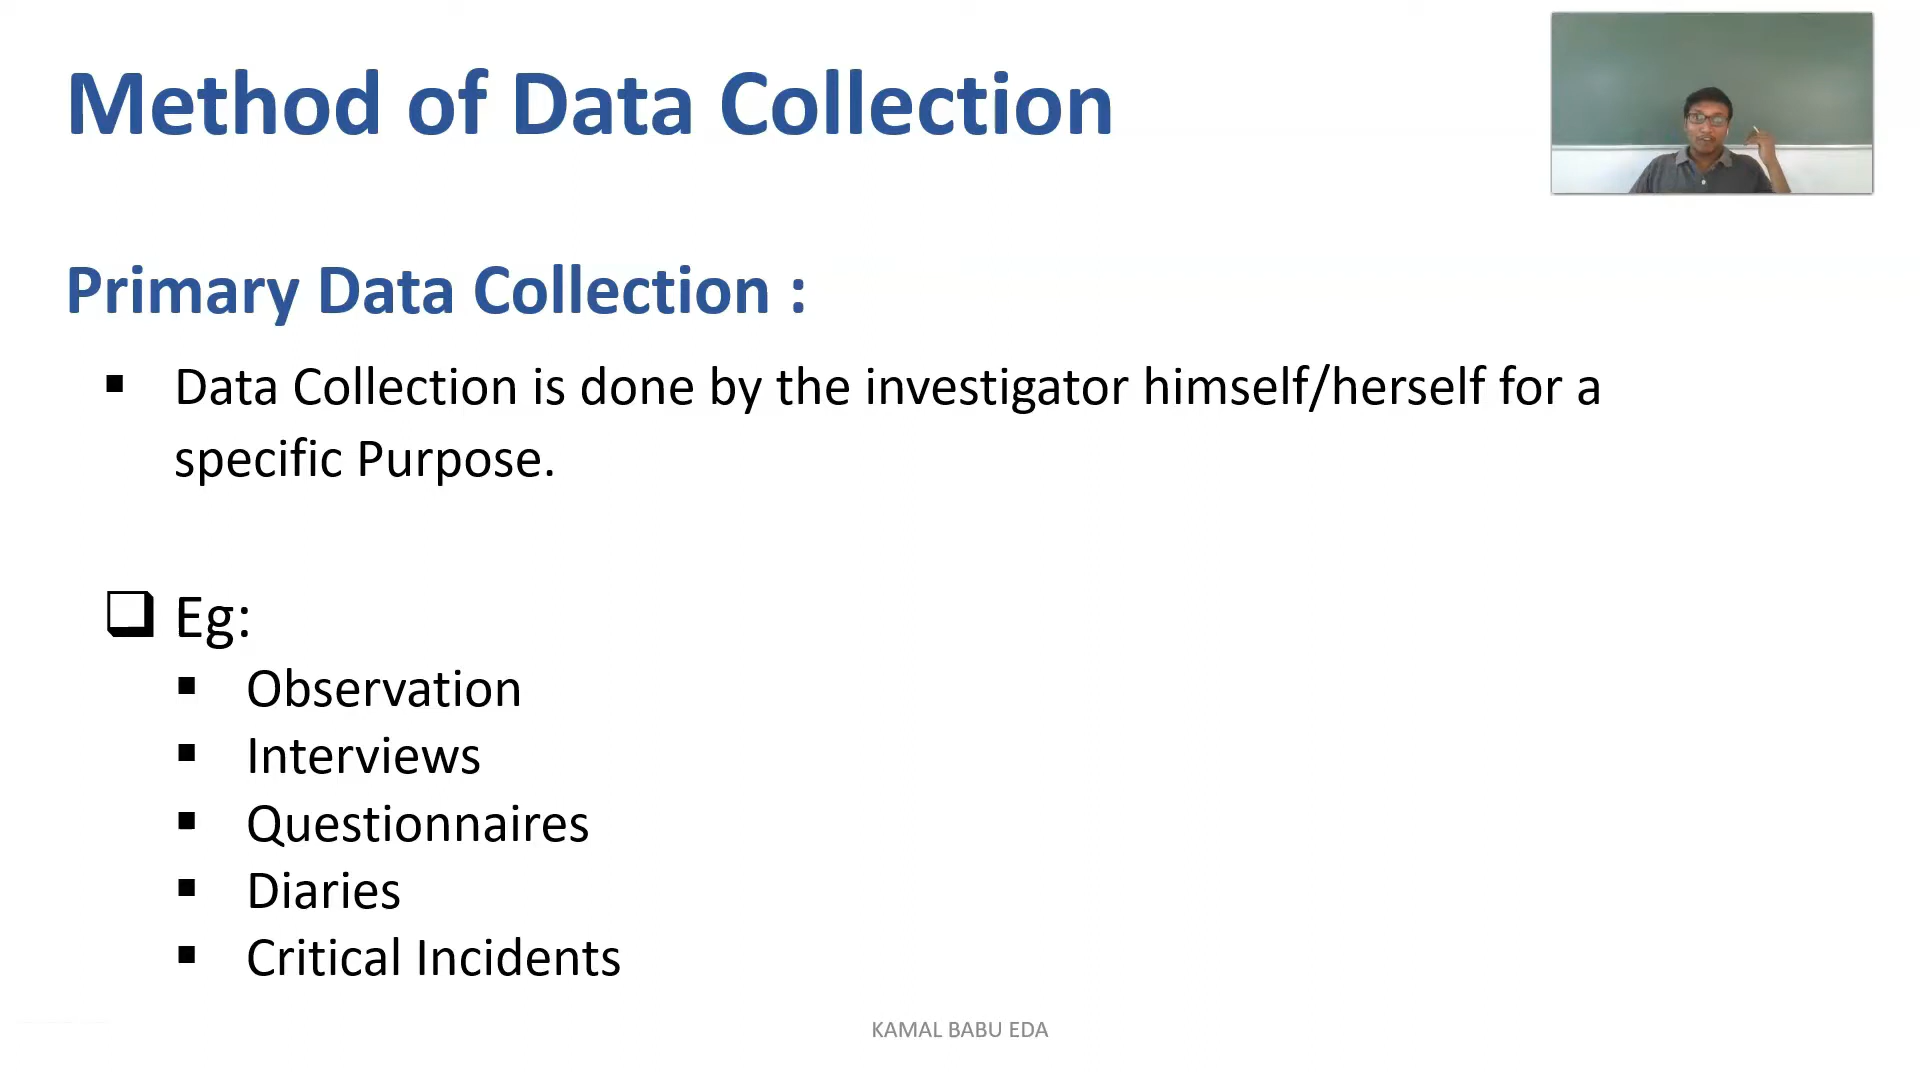 Method of Data Collection
Primary Data Collection :
▪ Data Collection is done by the investigator himself/herself for a
specific Purpose.
❑ Eg:
▪ Observation
▪ Interviews
▪ Questionnaires
▪ Diaries
▪ Critical Incidents
KAMAL BABU EDA